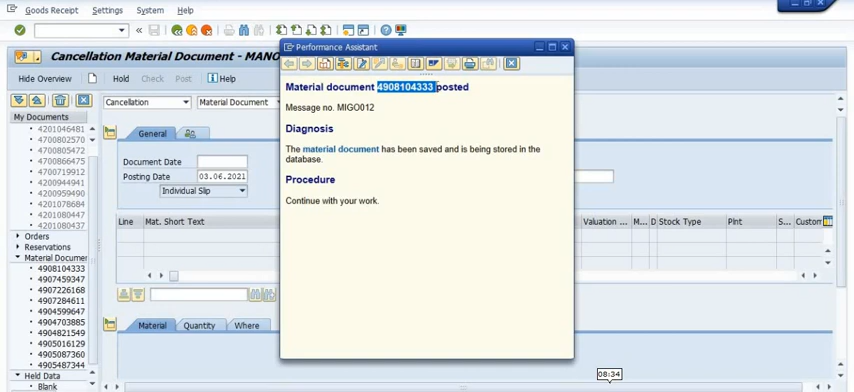 Goods Receipt Settings System Help
Cancellation Material Document - MANO
Hide Overview Hold Check Post Help
Cancellation Material Document
My Documents
4201046481
4700802570
4700805472
4700866475
4700719912
4200944941
4200959490
4201078684
4201080447
4201080437
Orders
Reservations
Material Documen
4908104333
4907459347
4907226168
4907284611
4904599647
4904703885
4904821549
4905016129
4905087360
4905487344
Held Data
Blank
General
Document Date
Posting Date 03.06.2021
Individual Slip
Line Mat. Short Text
Valuation ... M... D Stock Type Plnt S... Custom
Material Quantity Where
Performance Assistant
Material document 4908104333 posted
Message no. MIGO012
Diagnosis
The material document has been saved and is being stored in the
database.
Procedure
Continue with your work.
08:34